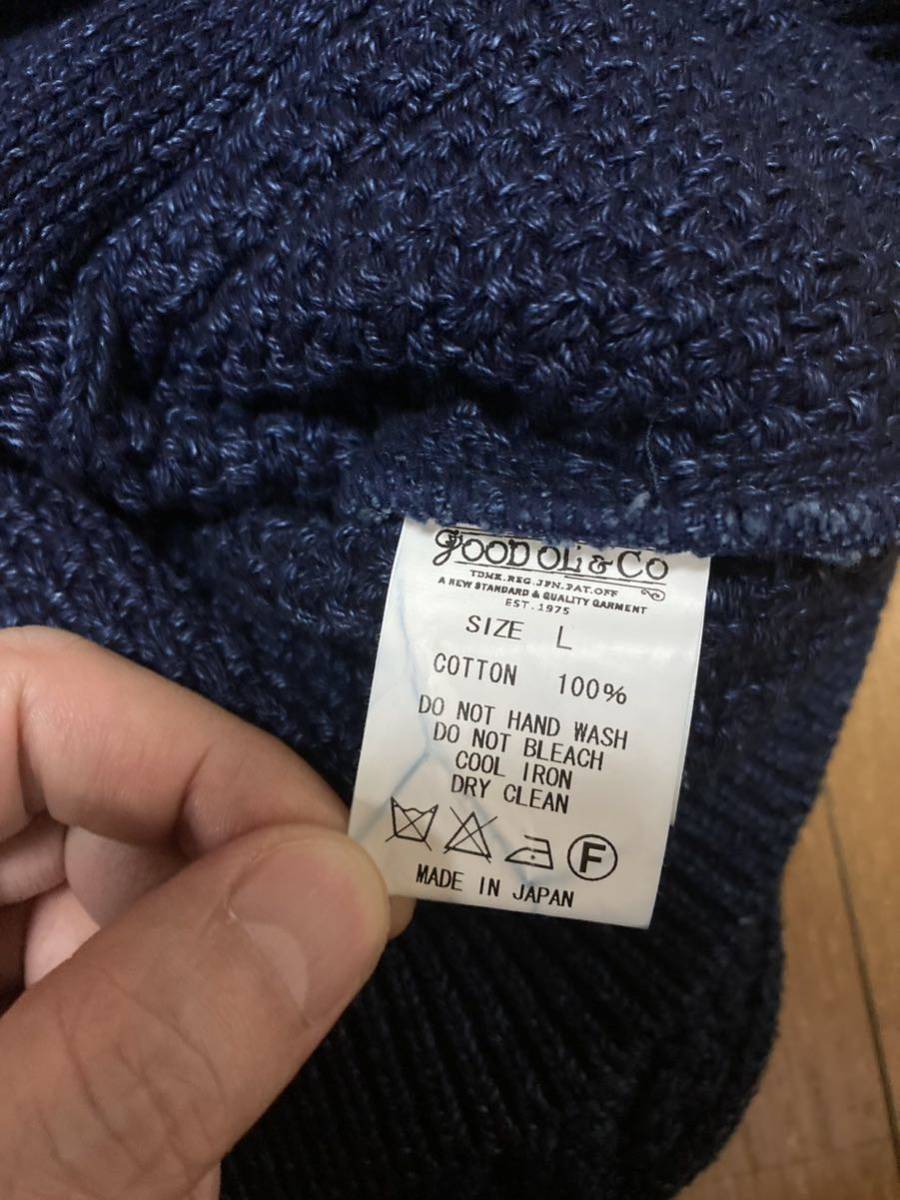 GOOD OL' & CO
TDMK.REG.JPN.PAT.OFF
A NEW STANDARD & QUALITY GARMENT
EST.1975
SIZE L
COTTON 100%
DO NOT HAND WASH
DO NOT BLEACH
COOL IRON
DRY CLEAN
F
MADE IN JAPAN